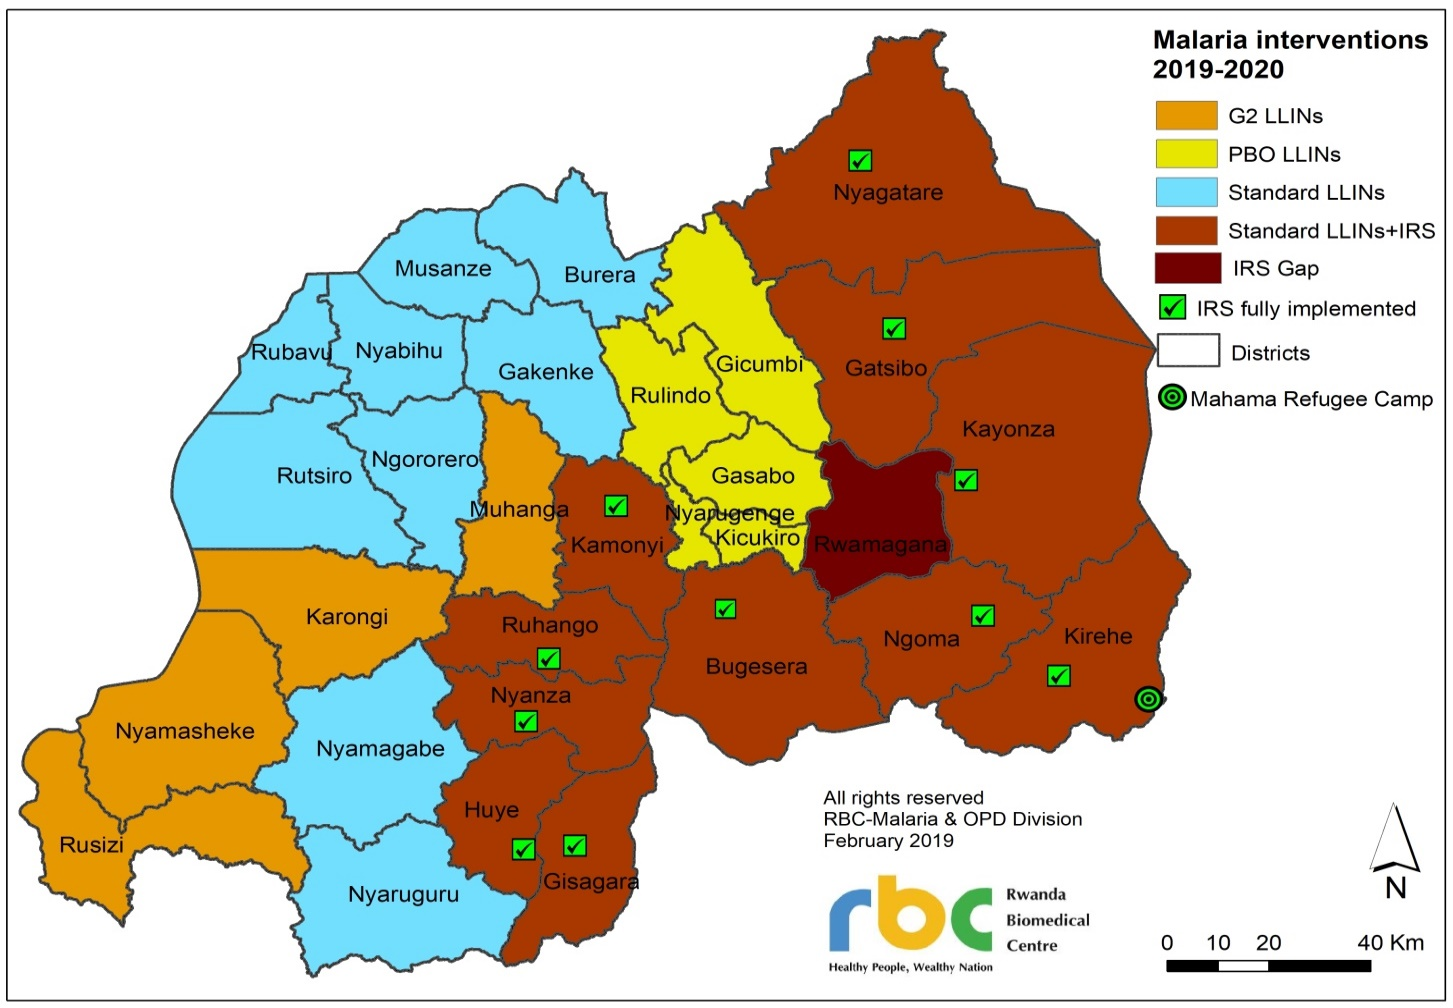 Malaria interventions
2019-2020
G2 LLINs
PBO LLINs
Standard LLINs
Standard LLINs+IRS
IRS Gap
IRS fully implemented
Districts
Mahama Refugee Camp
Nyagatare
Musanze
Burera
Rubavu
Nyabihu
Gakenke
Gicumbi
Gatsibo
Rulindo
Kayonza
Rutsiro
Ngororero
Gasabo
Muhanga
Nyarugenge
Kamonyi
Kicukiro
Rwamagana
Karongi
Ruhango
Ngoma
Kirehe
Bugesera
Nyanza
Nyamasheke
Nyamagabe
Huye
Rusizi
Gisagara
Nyaruguru
All rights reserved
RBC-Malaria & OPD Division
February 2019
rbc
Rwanda
Biomedical
Centre
Healthy People, Wealthy Nation
N
0 10 20 40 Km